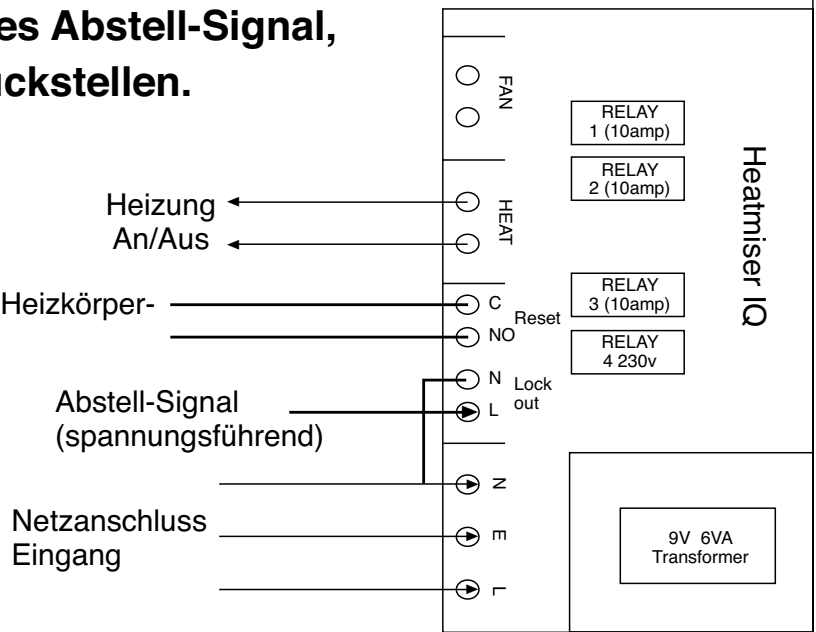 es Abstell-Signal,
ückstellen.
FAN
RELAY
1 (10amp)
RELAY
2 (10amp)
Heatmiser IQ
Heizung
An/Aus
HEAT
Heizkörper-
C
Reset
NO
RELAY
3 (10amp)
RELAY
4 230v
N
Lock
out
L
Abstell-Signal
(spannungsführend)
N
Netzanschluss
Eingang
E
L
9V 6VA
Transformer